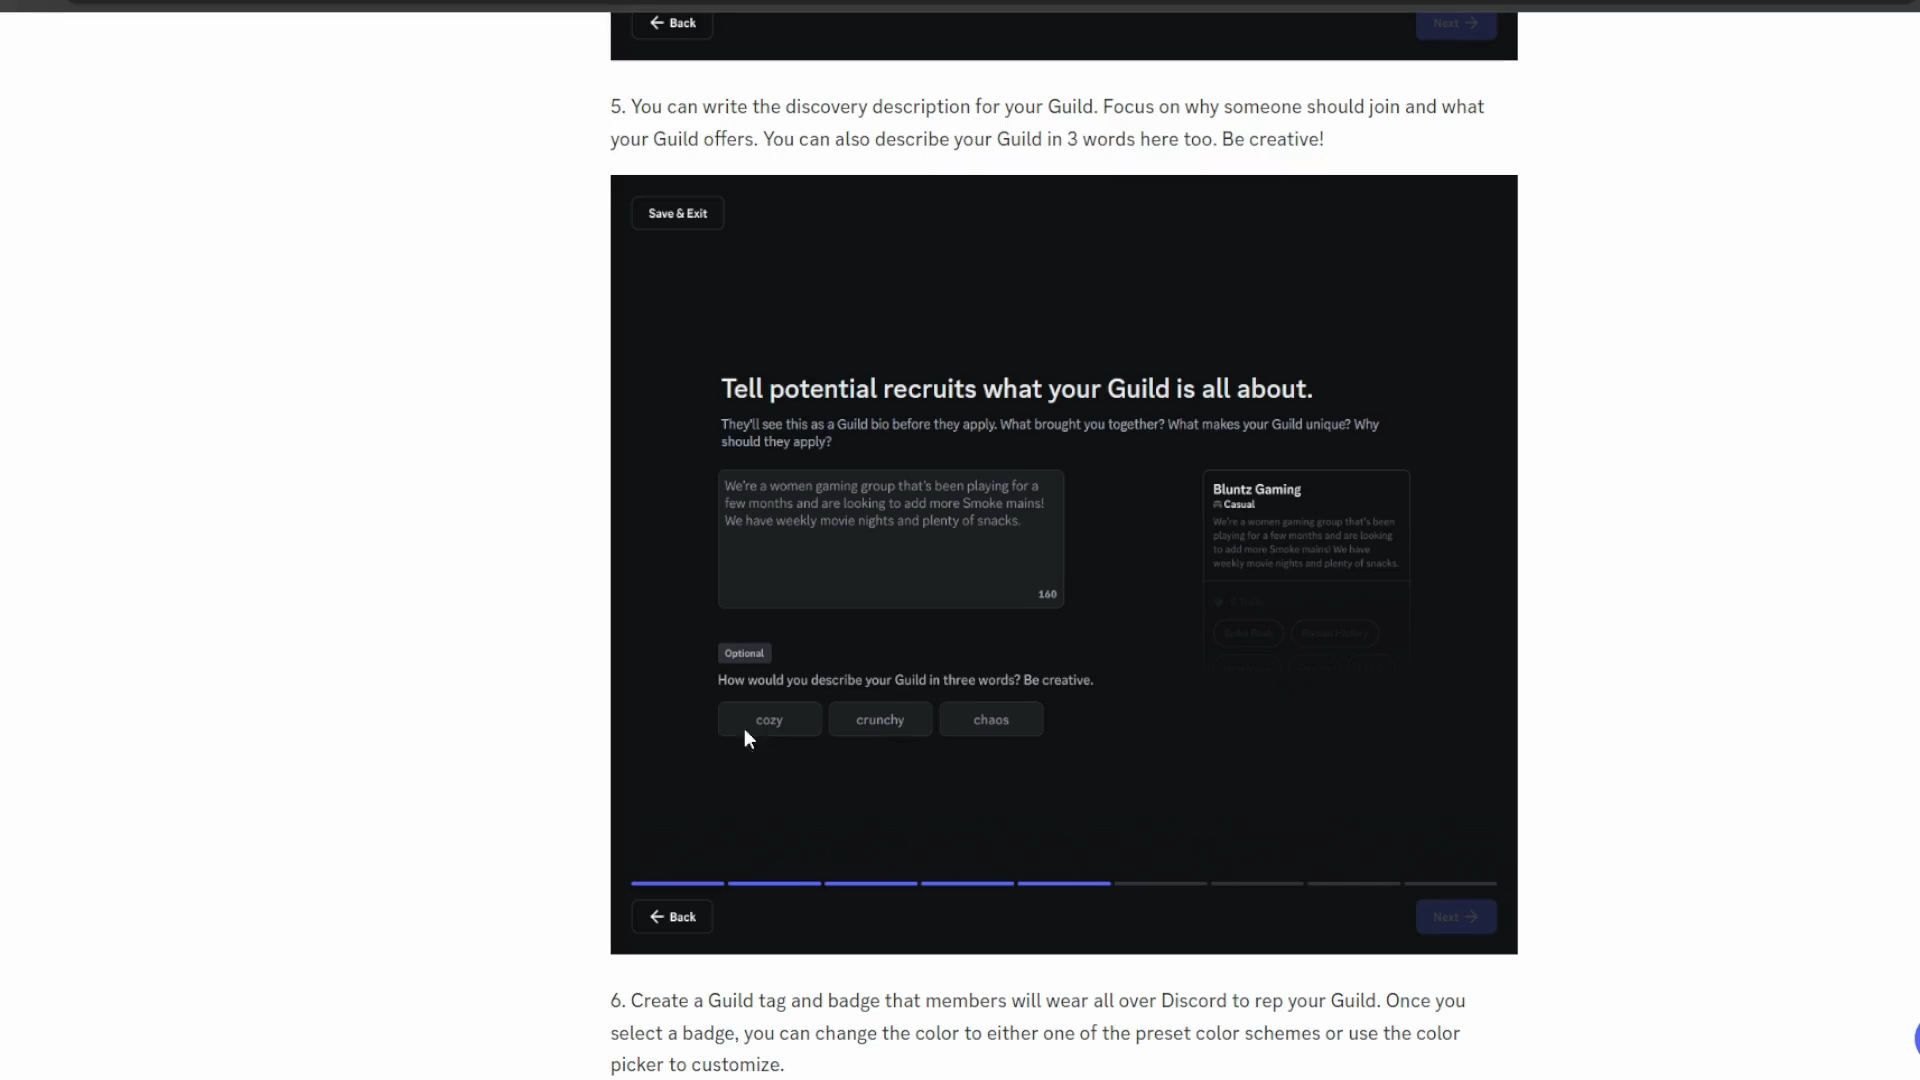 ← Back
Next →
5. You can write the discovery description for your Guild. Focus on why someone should join and what
your Guild offers. You can also describe your Guild in 3 words here too. Be creative!
Save & Exit
Tell potential recruits what your Guild is all about.
They'll see this as a Guild bio before they apply. What brought you together? What makes your Guild unique? Why
should they apply?
We're a women gaming group that's been playing for a
few months and are looking to add more Smoke mains!
We have weekly movie nights and plenty of snacks.
160
Bluntz Gaming
Casual
We're a women gaming group that's been
playing for a few months and are looking
to add more Smoke mains! We have
weekly movie nights and plenty of snacks.
Optional
How would you describe your Guild in three words? Be creative.
cozy
crunchy
chaos
← Back
Next →
6. Create a Guild tag and badge that members will wear all over Discord to rep your Guild. Once you
select a badge, you can change the color to either one of the preset color schemes or use the color
picker to customize.